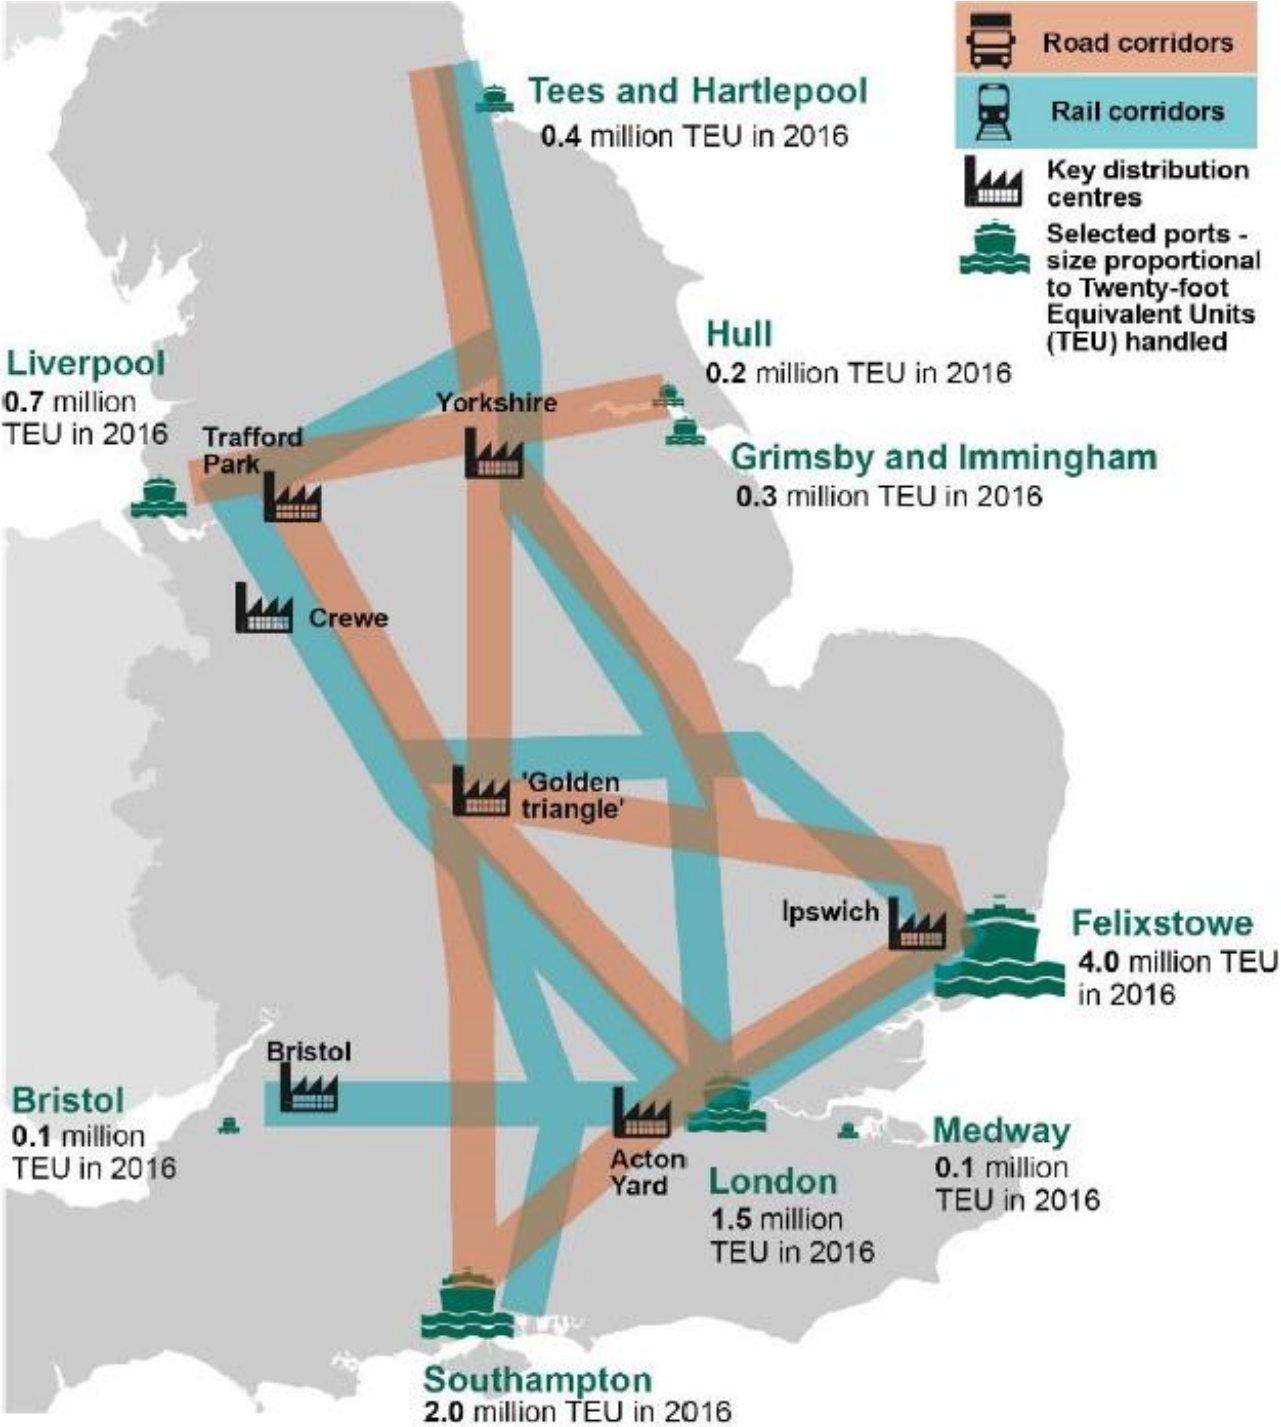 Road corridors
Rail corridors
Key distribution
centres
Selected ports -
size proportional
to Twenty-foot
Equivalent Units
(TEU) handled
Tees and Hartlepool
0.4 million TEU in 2016
Hull
0.2 million TEU in 2016
Liverpool
0.7 million
TEU in 2016
Yorkshire
Trafford
Park
Grimsby and Immingham
0.3 million TEU in 2016
Crewe
'Golden
triangle'
Ipswich
Felixstowe
4.0 million TEU
in 2016
Bristol
Bristol
0.1 million
TEU in 2016
Acton
Yard
London
1.5 million
TEU in 2016
Medway
0.1 million
TEU in 2016
Southampton
2.0 million TEU in 2016